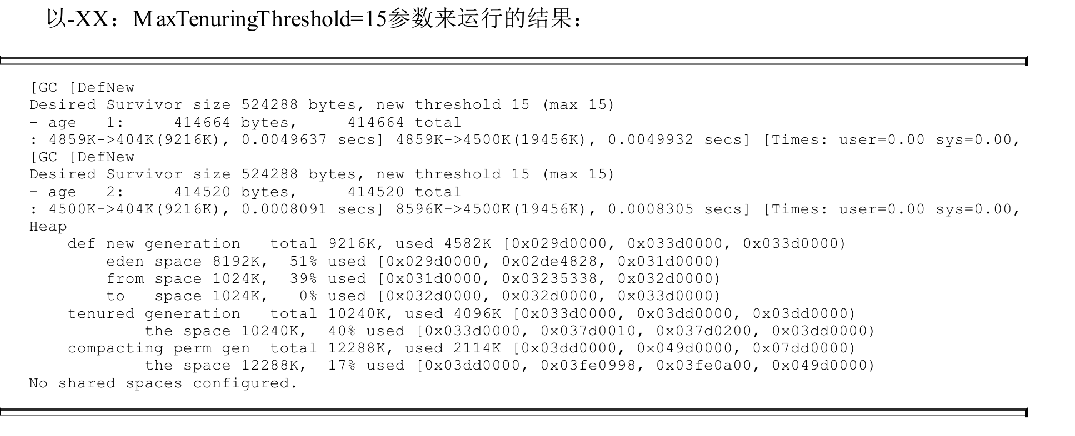 以-XX：MaxTenuringThreshold=15参数来运行的结果：
[GC [DefNew
Desired Survivor size 524288 bytes, new threshold 15 (max 15)
- age   1:     414664 bytes,     414664 total
: 4859K->404K(9216K), 0.0049637 secs] 4859K->4500K(19456K), 0.0049932 secs] [Times: user=0.00 sys=0.00,
[GC [DefNew
Desired Survivor size 524288 bytes, new threshold 15 (max 15)
- age   2:     414520 bytes,     414520 total
: 4500K->404K(9216K), 0.0008091 secs] 8596K->4500K(19456K), 0.0008305 secs] [Times: user=0.00 sys=0.00,
Heap
def new generation   total 9216K, used 4582K [0x029d0000, 0x033d0000, 0x033d0000)
eden space 8192K,  51% used [0x029d0000, 0x02de4828, 0x031d0000)
from space 1024K,  39% used [0x031d0000, 0x03235338, 0x032d0000)
to   space 1024K,   0% used [0x032d0000, 0x032d0000, 0x033d0000)
tenured generation   total 10240K, used 4096K [0x033d0000, 0x03dd0000, 0x03dd0000)
the space 10240K,  40% used [0x033d0000, 0x037d0010, 0x037d0200, 0x03dd0000)
compacting perm gen  total 12288K, used 2114K [0x03dd0000, 0x049d0000, 0x07dd0000)
the space 12288K,  17% used [0x03dd0000, 0x03fe0998, 0x03fe0a00, 0x049d0000)
No shared spaces configured.